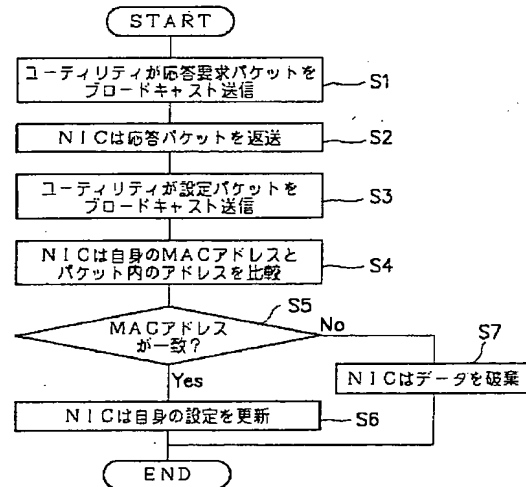 START
ユーティリティが応答要求パケットを
ブロードキャスト送信
S1
NICは応答パケットを返送
S2
ユーティリティが設定パケットを
ブロードキャスト送信
S3
NICは自身のMACアドレスと
パケット内のアドレスを比較
S4
S5
MACアドレス
が一致?
No
S7
NICはデータを破棄
Yes
NICは自身の設定を更新
S6
END